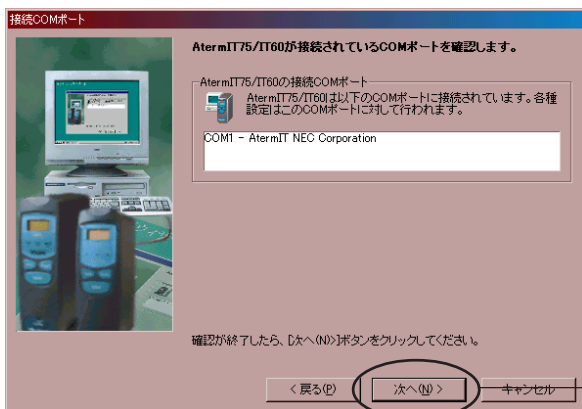 接続COMポート
AtermIT75/IT60が接続されているCOMポートを確認します。
AtermIT75/IT60の接続COMポート
AtermIT75/IT60は以下のCOMポートに接続されています。各種
設定はこのCOMポートに対して行われます。
COM1 - AtermIT NEC Corporation
確認が終了したら、[次へ(N)>]ボタンをクリックしてください。
< 戻る(P)
次へ(N) >
キャンセル